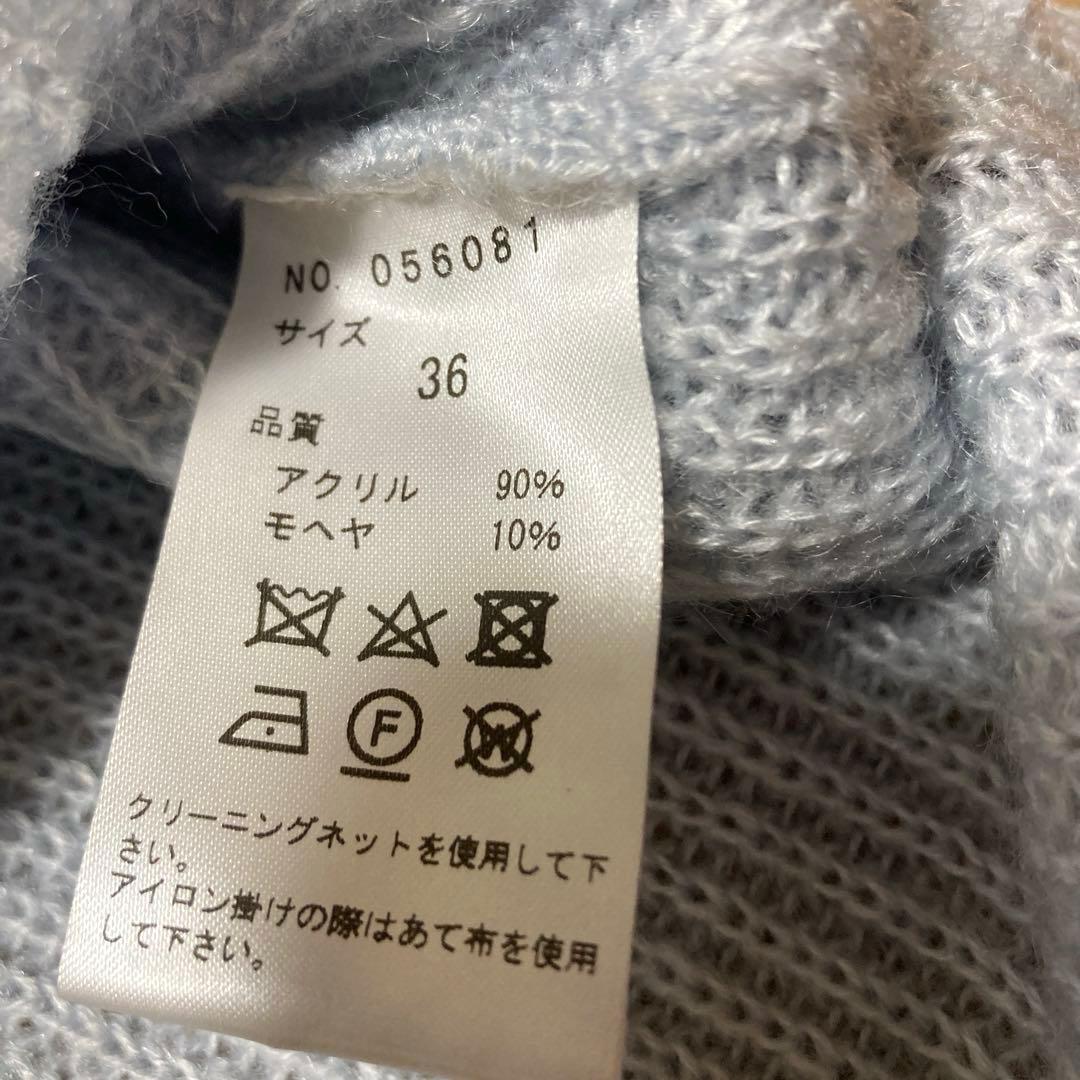 NO. 056081
サイズ
36
品質
アクリル 90%
モヘヤ 10%
F W
クリーニングネットを使用して下
さい。
アイロン掛けの際はあて布を使用
して下さい。